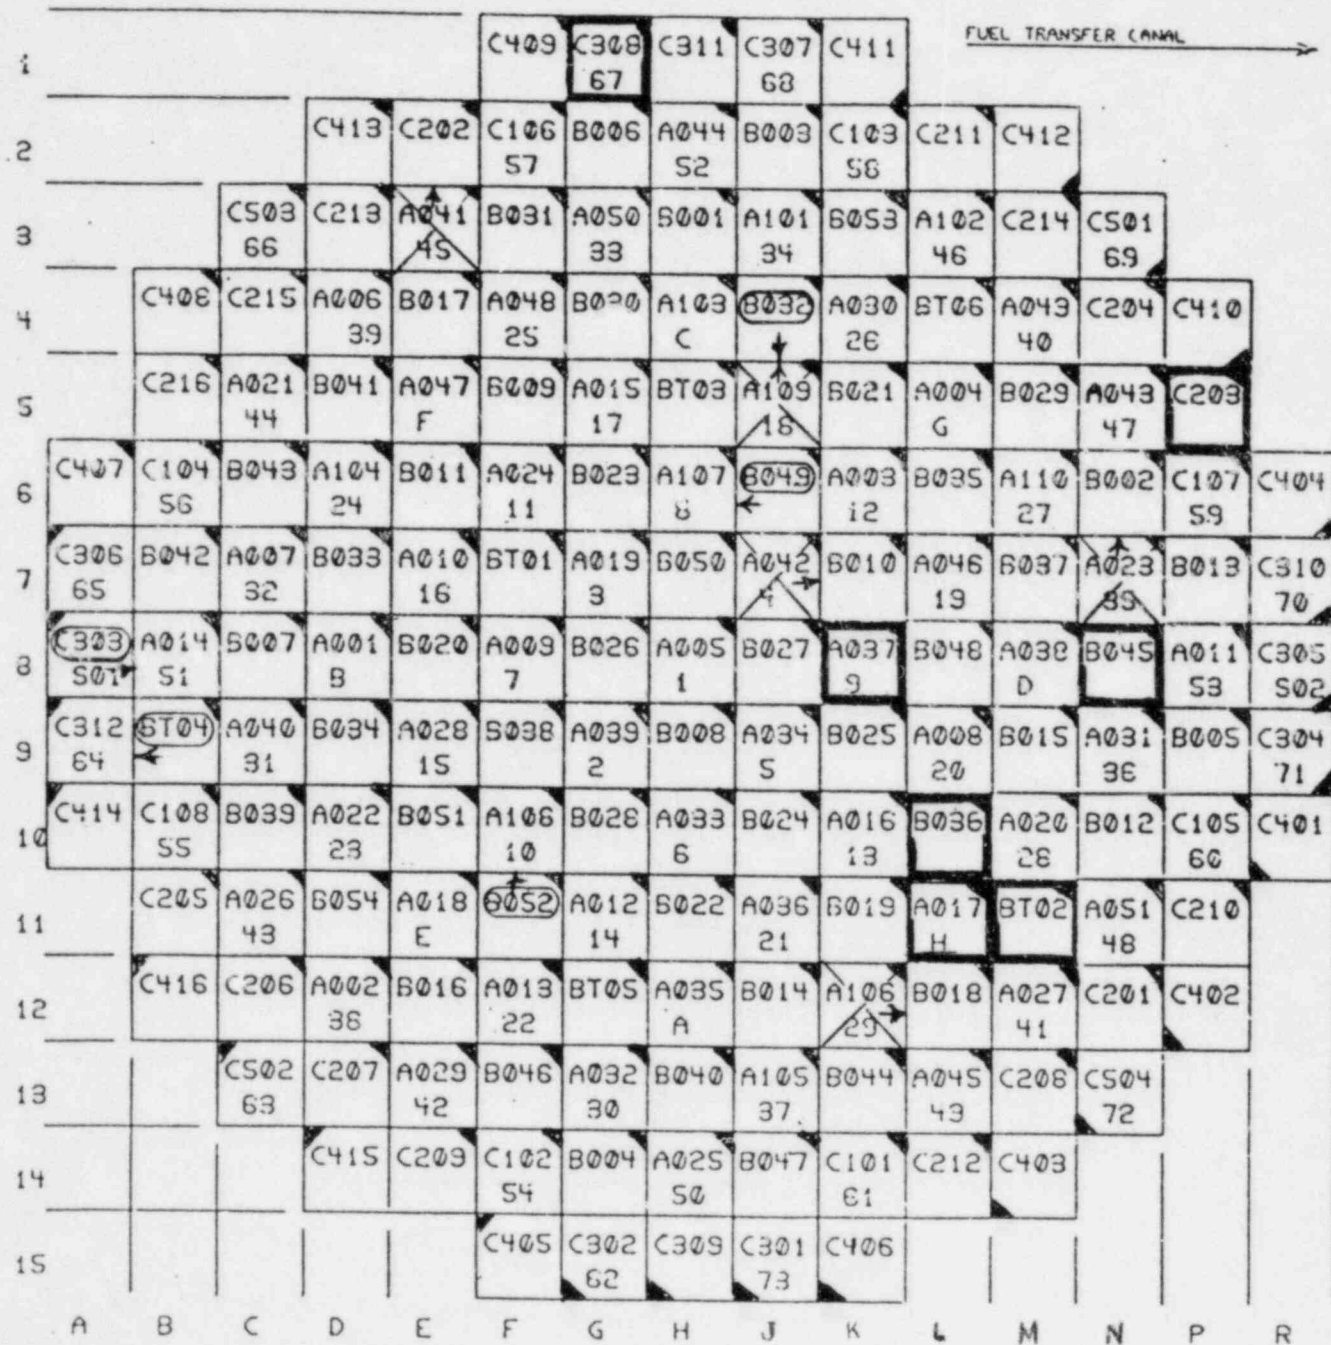 FUEL TRANSFER CANAL
1 C409 C308 C311 C307 C411
67 68
2 C413 C202 C106 B006 A044 B003 C103 C211 C412
57 52 58
3 C503 C213 A041 B031 A050 B001 A101 B053 A102 C214 C501
66 45 33 34 46 69
4 C408 C215 A006 B017 A048 A103 B032 A030 BT06 A043 C204 C410
39 25 C 26 40
5 C216 A021 B041 A047 B009 A015 BT03 A109 B021 A004 B029 A043 C203
44 F 17 18 G 47
6 C407 C104 B043 A104 B011 A024 B023 A107 B049 A003 B035 A110 B002 C107 C404
56 24 11 8 12 27 59
7 C306 B042 A007 B033 A010 BT01 A019 B050 A042 B010 A046 B037 A023 B013 C310
65 32 16 3 4 19 35 70
8 C303 A014 B007 A001 B020 A009 B026 A005 B027 A037 B048 A038 B045 A011 C305
S01 51 B 7 1 9 D 53 S02
9 C312 BT04 A040 B034 A028 B038 A039 B008 A034 B025 A008 B015 A031 B005 C304
64 31 15 2 5 20 36 71
10 C414 C108 B039 A022 B051 A108 B028 A033 B024 A016 B036 A020 B012 C105 C401
55 23 10 6 13 28 60
11 C205 A026 B054 A018 B052 A012 B022 A036 B019 A017 BT02 A051 C210
43 E 14 21 H 48
12 C416 C206 A002 B016 A013 BT05 A035 B014 A106 B018 A027 C201 C402
38 22 A 29 41
13 C502 C207 A029 B046 A032 B040 A105 B044 A045 C208 C504
63 42 30 37 49 72
14 C415 C209 C102 B004 A025 B047 C101 C212 C403
54 50 61
15 C405 C302 C309 C301 C406
62 73
A B C D E F G H J K L M N P R